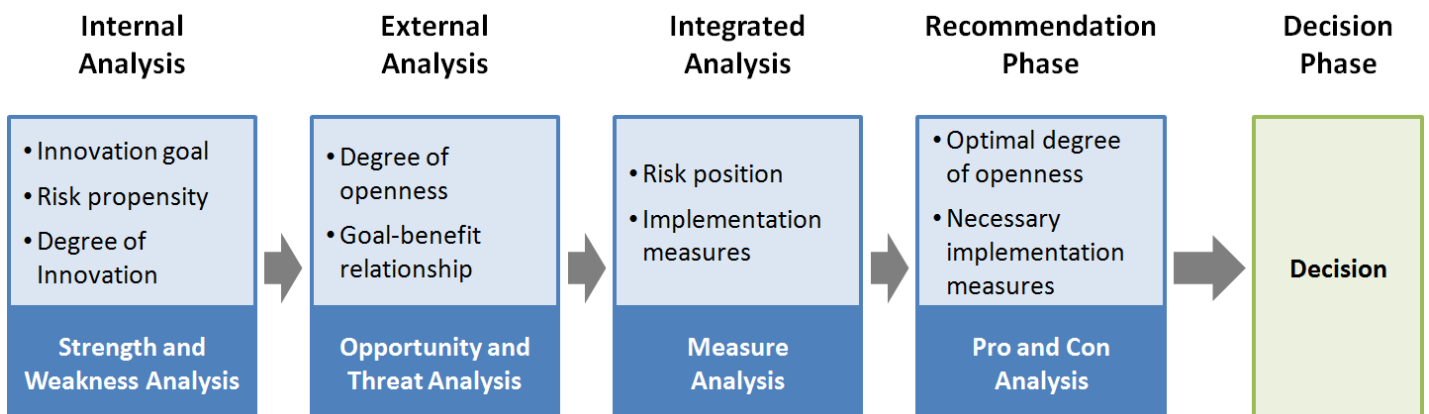 Internal
Analysis
External
Analysis
Integrated
Analysis
Recommendation
Phase
Decision
Phase
• Innovation goal
• Risk propensity
• Degree of
Innovation
Strength and
Weakness Analysis
• Degree of
openness
• Goal-benefit
relationship
Opportunity and
Threat Analysis
• Risk position
• Implementation
measures
Measure
Analysis
• Optimal degree
of openness
• Necessary
implementation
measures
Pro and Con
Analysis
Decision